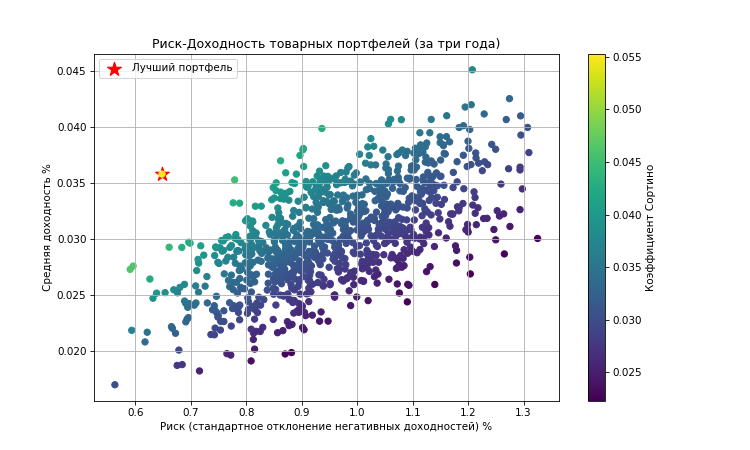 Риск-Доходность товарных портфелей (за три года)
Лучший портфель
Средняя доходность %
0.045
0.040
0.035
0.030
0.025
0.020
0.6 0.7 0.8 0.9 1.0 1.1 1.2 1.3
Риск (стандартное отклонение негативных доходностей) %
0.055
0.050
0.045
0.040
0.035
0.030
0.025
Коэффициент Сортино